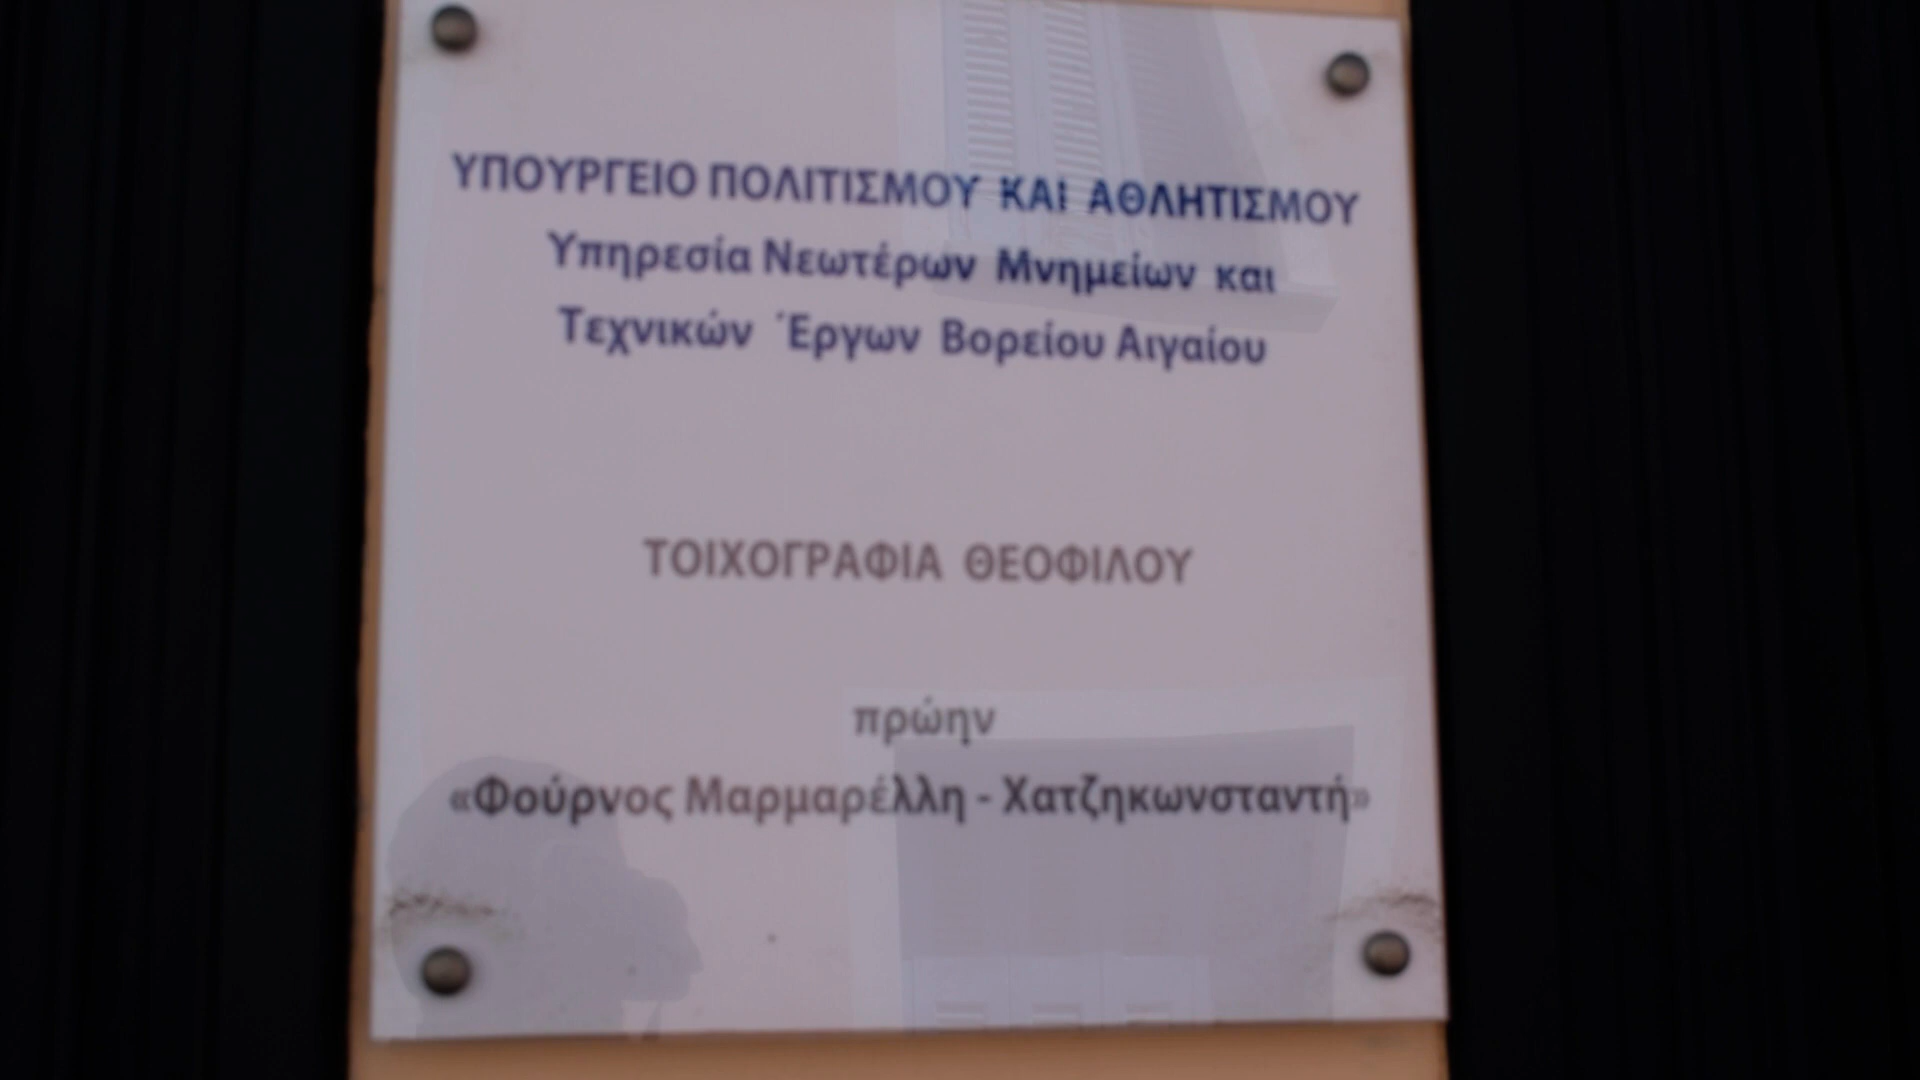 ΥΠΟΥΡΓΕΙΟ ΠΟΛΙΤΙΣΜΟΥ ΚΑΙ ΑΘΛΗΤΙΣΜΟΥ
Υπηρεσία Νεωτέρων Μνημείων και
Τεχνικών Έργων Βορείου Αιγαίου
ΤΟΙΧΟΓΡΑΦΙΑ ΘΕΟΦΙΛΟΥ
πρώην
«Φούρνος Μαρμαρέλλη - Χατζηκωνσταντή»